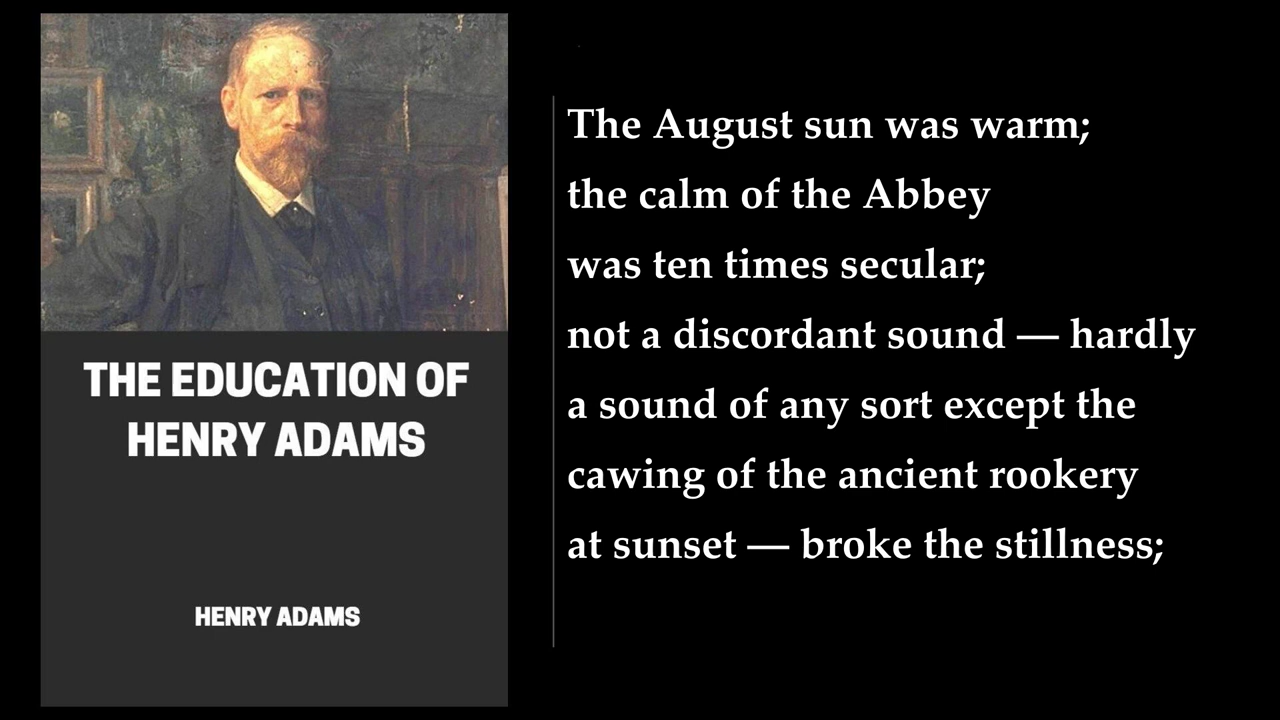 THE EDUCATION OF
HENRY ADAMS
HENRY ADAMS
The August sun was warm;
the calm of the Abbey
was ten times secular;
not a discordant sound — hardly
a sound of any sort except the
cawing of the ancient rookery
at sunset — broke the stillness;